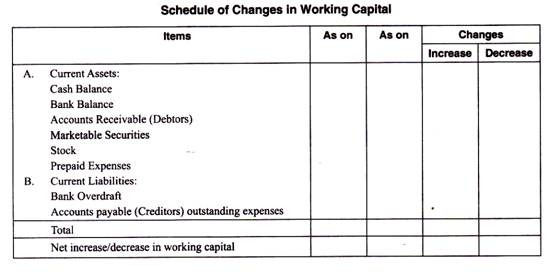 Schedule of Changes in Working Capital
Items As on As on Changes
Increase Decrease
A. Current Assets:
Cash Balance
Bank Balance
Accounts Receivable (Debtors)
Marketable Securities
Stock
Prepaid Expenses
B. Current Liabilities:
Bank Overdraft
Accounts payable (Creditors) outstanding expenses
Total
Net increase/decrease in working capital